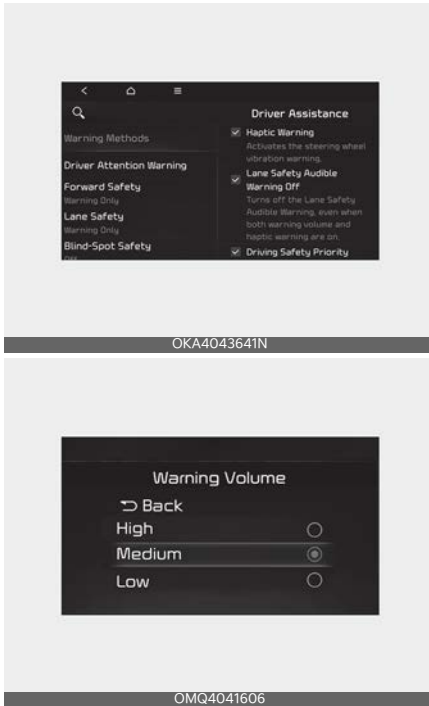 Driver Assistance
Warning Methods
Driver Attention Warning
Forward Safety
Warning Only
Lane Safety
Warning Only
Blind-Spot Safety
Off
Haptic Warning
Activates the steering wheel
vibration warning.
Lane Safety Audible
Warning Off
Turns off the Lane Safety
Audible Warning, even when
both warning volume and
haptic warning are on.
Driving Safety Priority
OKA4043641N
Warning Volume
Back
High
Medium
Low
OMQ4041606